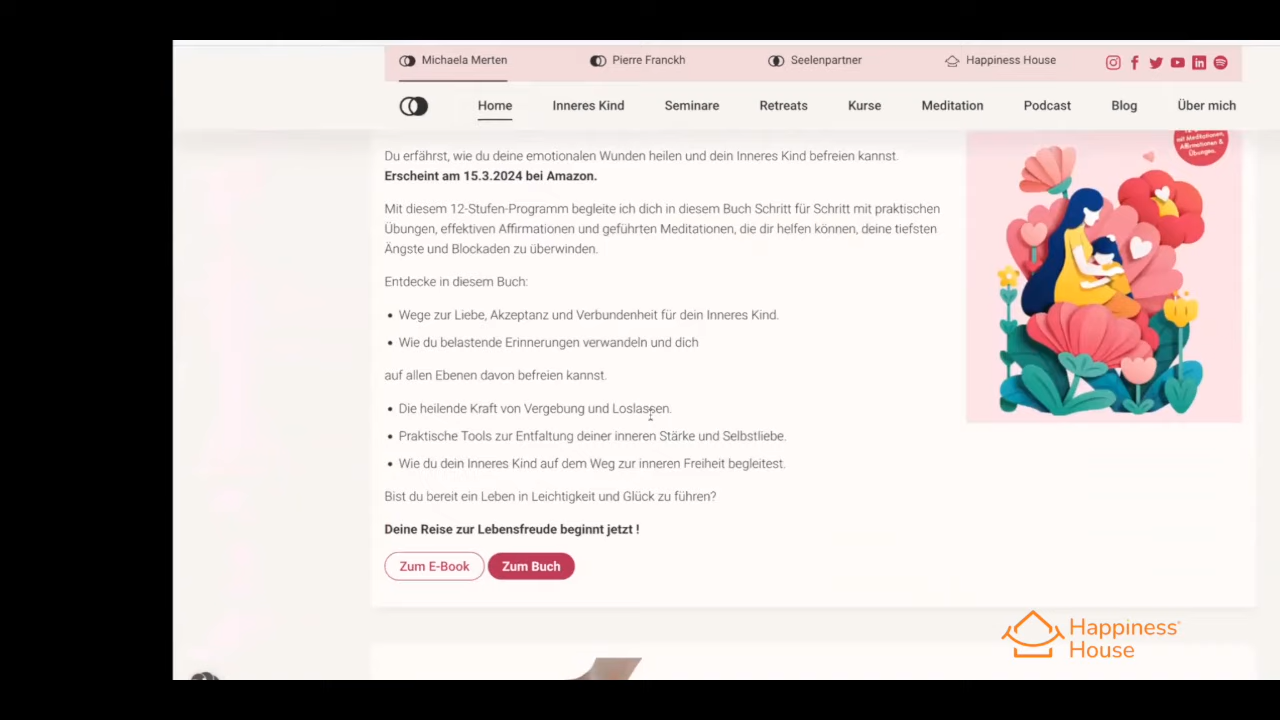 Michaela Merten Pierre Franckh Seelenpartner Happiness House
Home Inneres Kind Seminare Retreats Kurse Meditation Podcast Blog Über mich
Du erfährst, wie du deine emotionalen Wunden heilen und dein Inneres Kind befreien kannst.
Erscheint am 15.3.2024 bei Amazon.
Mit diesem 12-Stufen-Programm begleite ich dich in diesem Buch Schritt für Schritt mit praktischen
Übungen, effektiven Affirmationen und geführten Meditationen, die dir helfen können, deine tiefsten
Ängste und Blockaden zu überwinden.
Entdecke in diesem Buch:
• Wege zur Liebe, Akzeptanz und Verbundenheit für dein Inneres Kind.
• Wie du belastende Erinnerungen verwandeln und dich
auf allen Ebenen davon befreien kannst.
• Die heilende Kraft von Vergebung und Loslassen.
• Praktische Tools zur Entfaltung deiner inneren Stärke und Selbstliebe.
• Wie du dein Inneres Kind auf dem Weg zur inneren Freiheit begleitest.
Bist du bereit ein Leben in Leichtigkeit und Glück zu führen?
Deine Reise zur Lebensfreude beginnt jetzt !
Zum E-Book Zum Buch
mit Meditationen,
Affirmationen &
Übungen.
Happiness
House